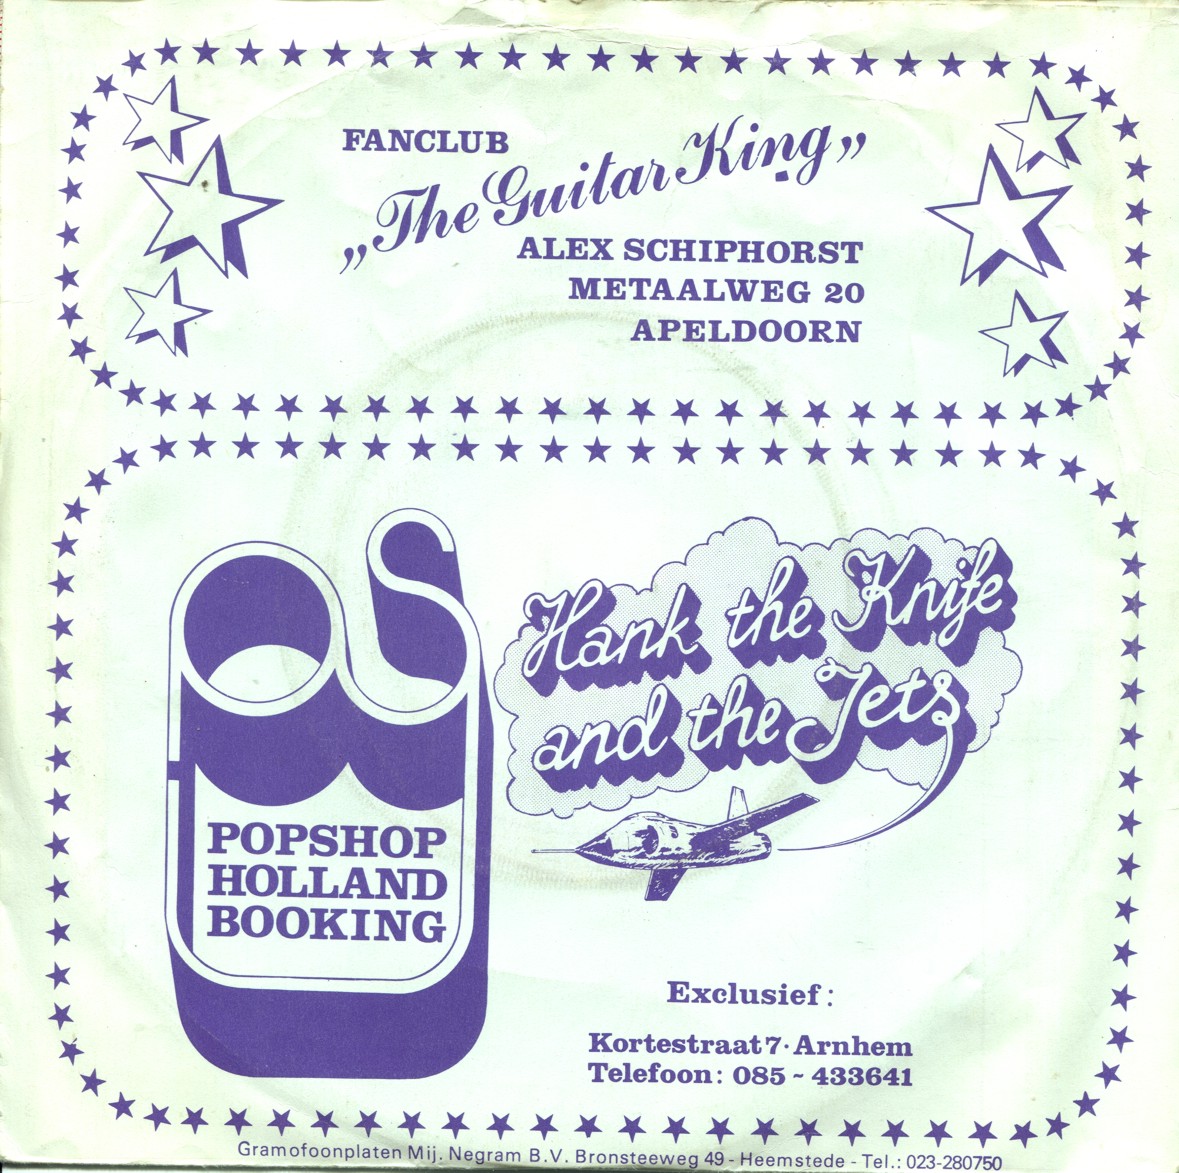 FANCLUB
„The Guitar King”
ALEX SCHIPHORST
METAALWEG 20
APELDOORN
POPSHOP
HOLLAND
BOOKING
Hank the Knife
and the Jets
Exclusief:
Kortestraat 7·Arnhem
Telefoon: 085 ~ 433641
Gramofoonplaten Mij. Negram B.V. Bronsteeweg 49 - Heemstede - Tel.: 023-280750